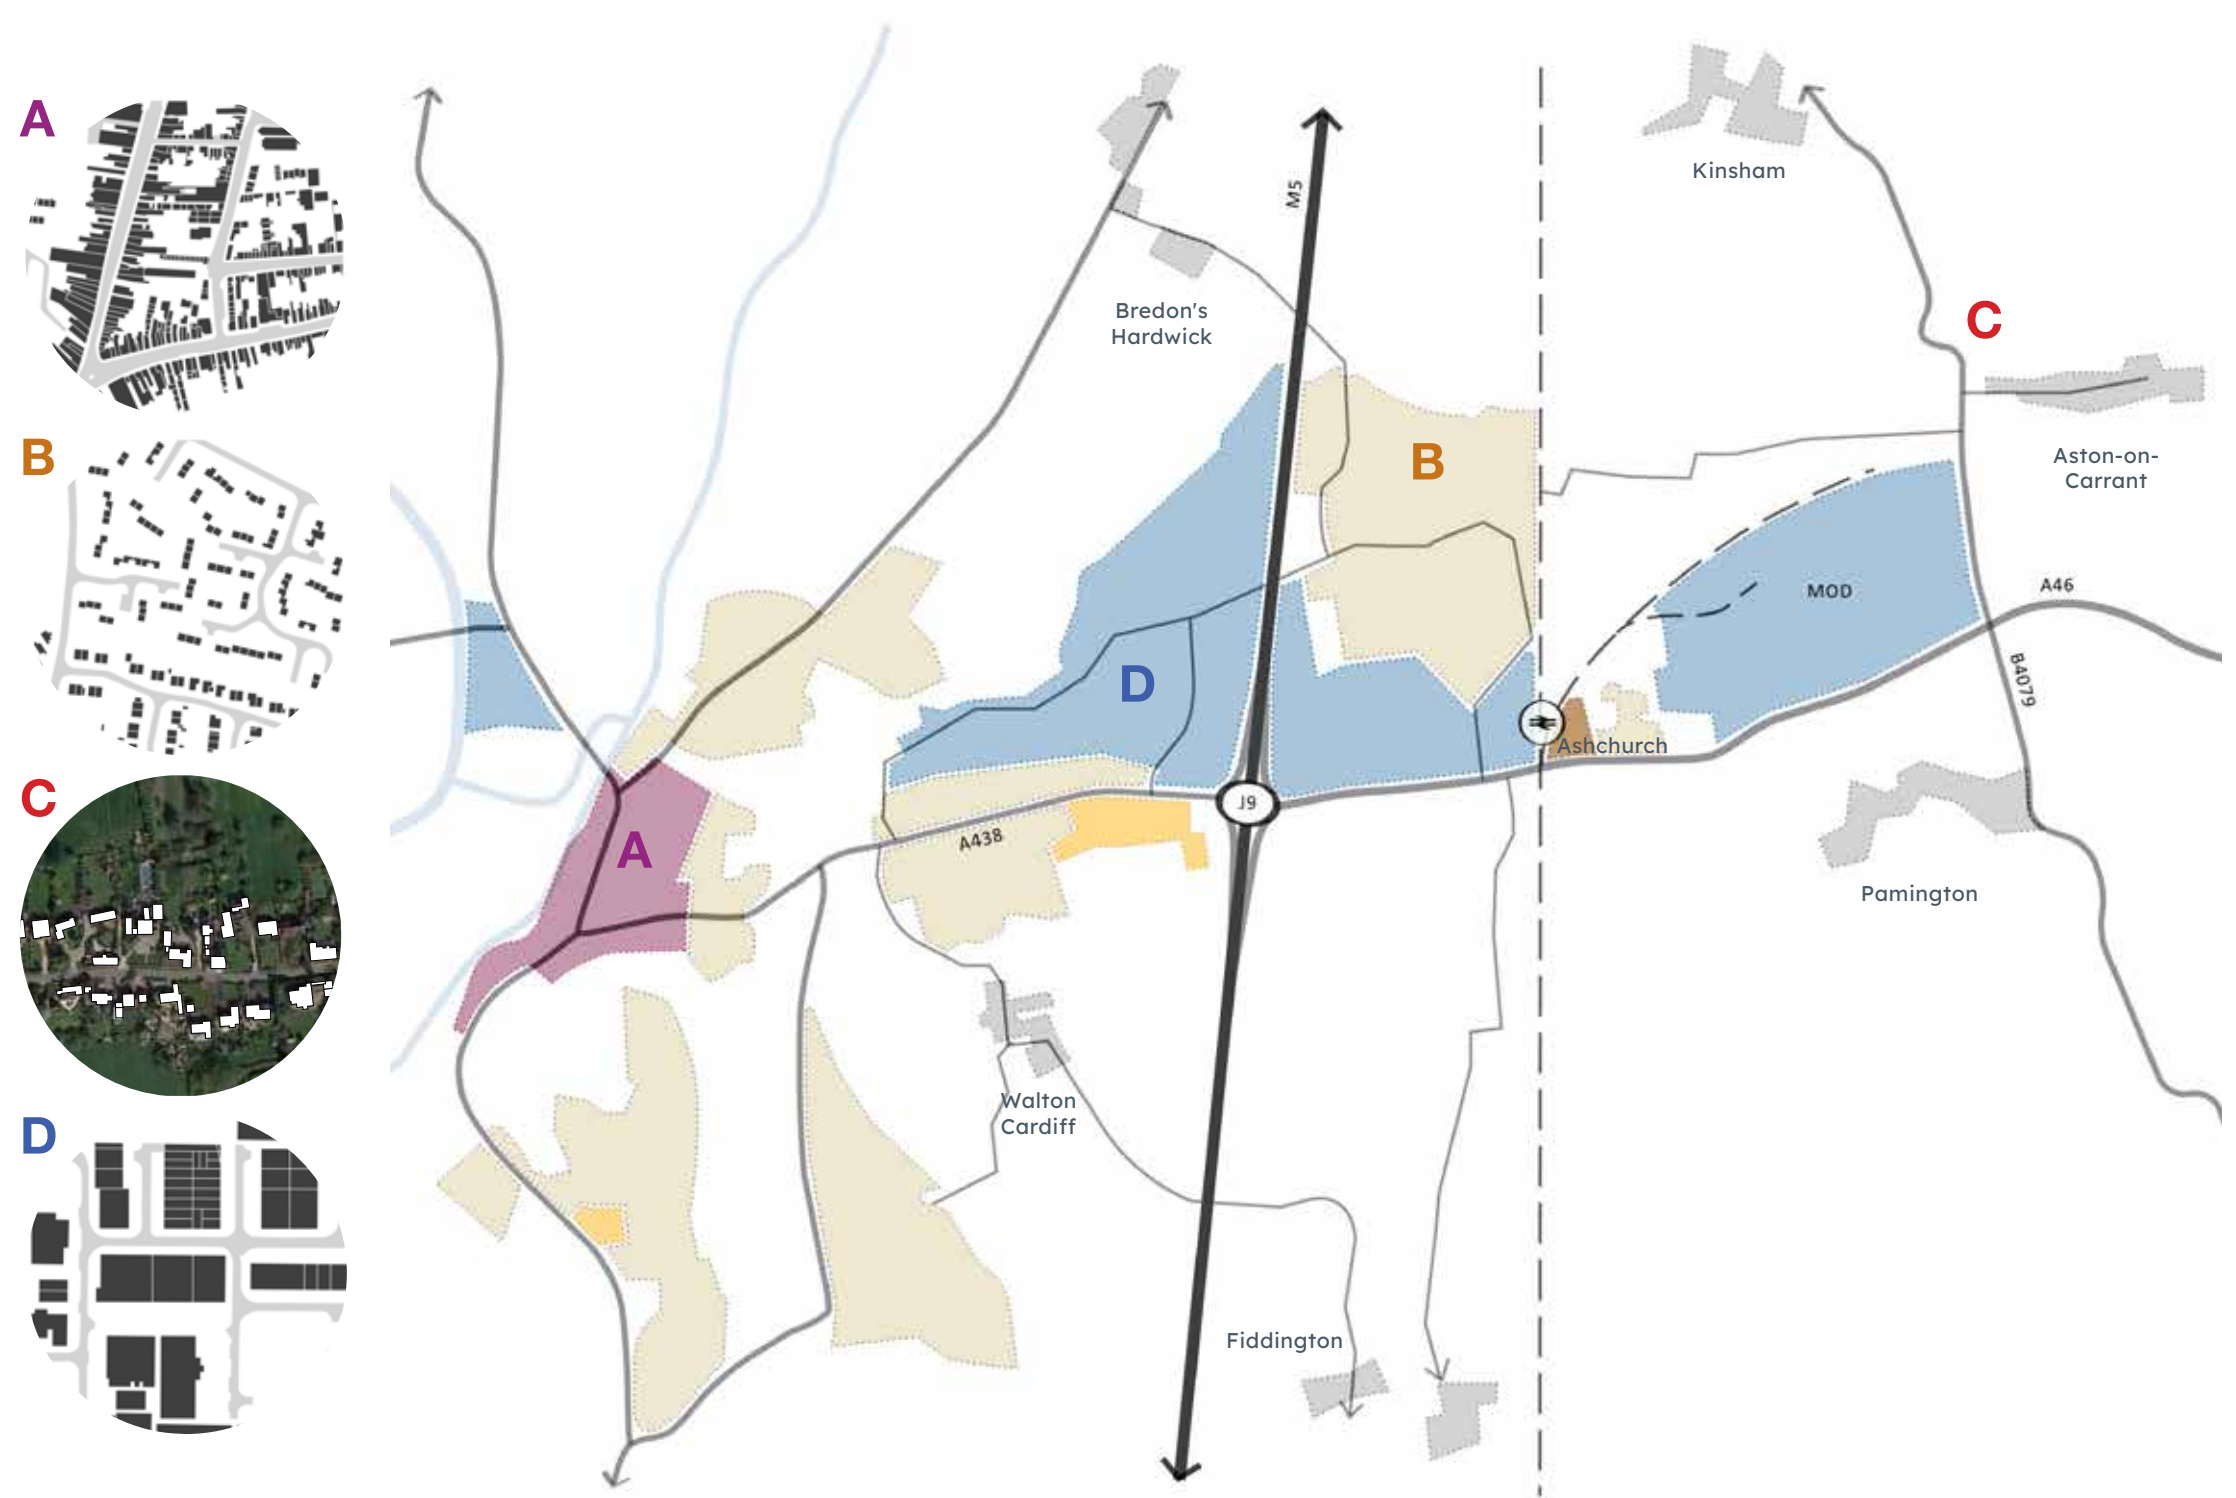 A
B
C
D
M5
Kinsham
Bredon's
Hardwick
C
B
Aston-on-
Carrant
MOD
A46
D
B4079
Ashchurch
J9
A438
A
Pamington
Walton
Cardiff
Fiddington